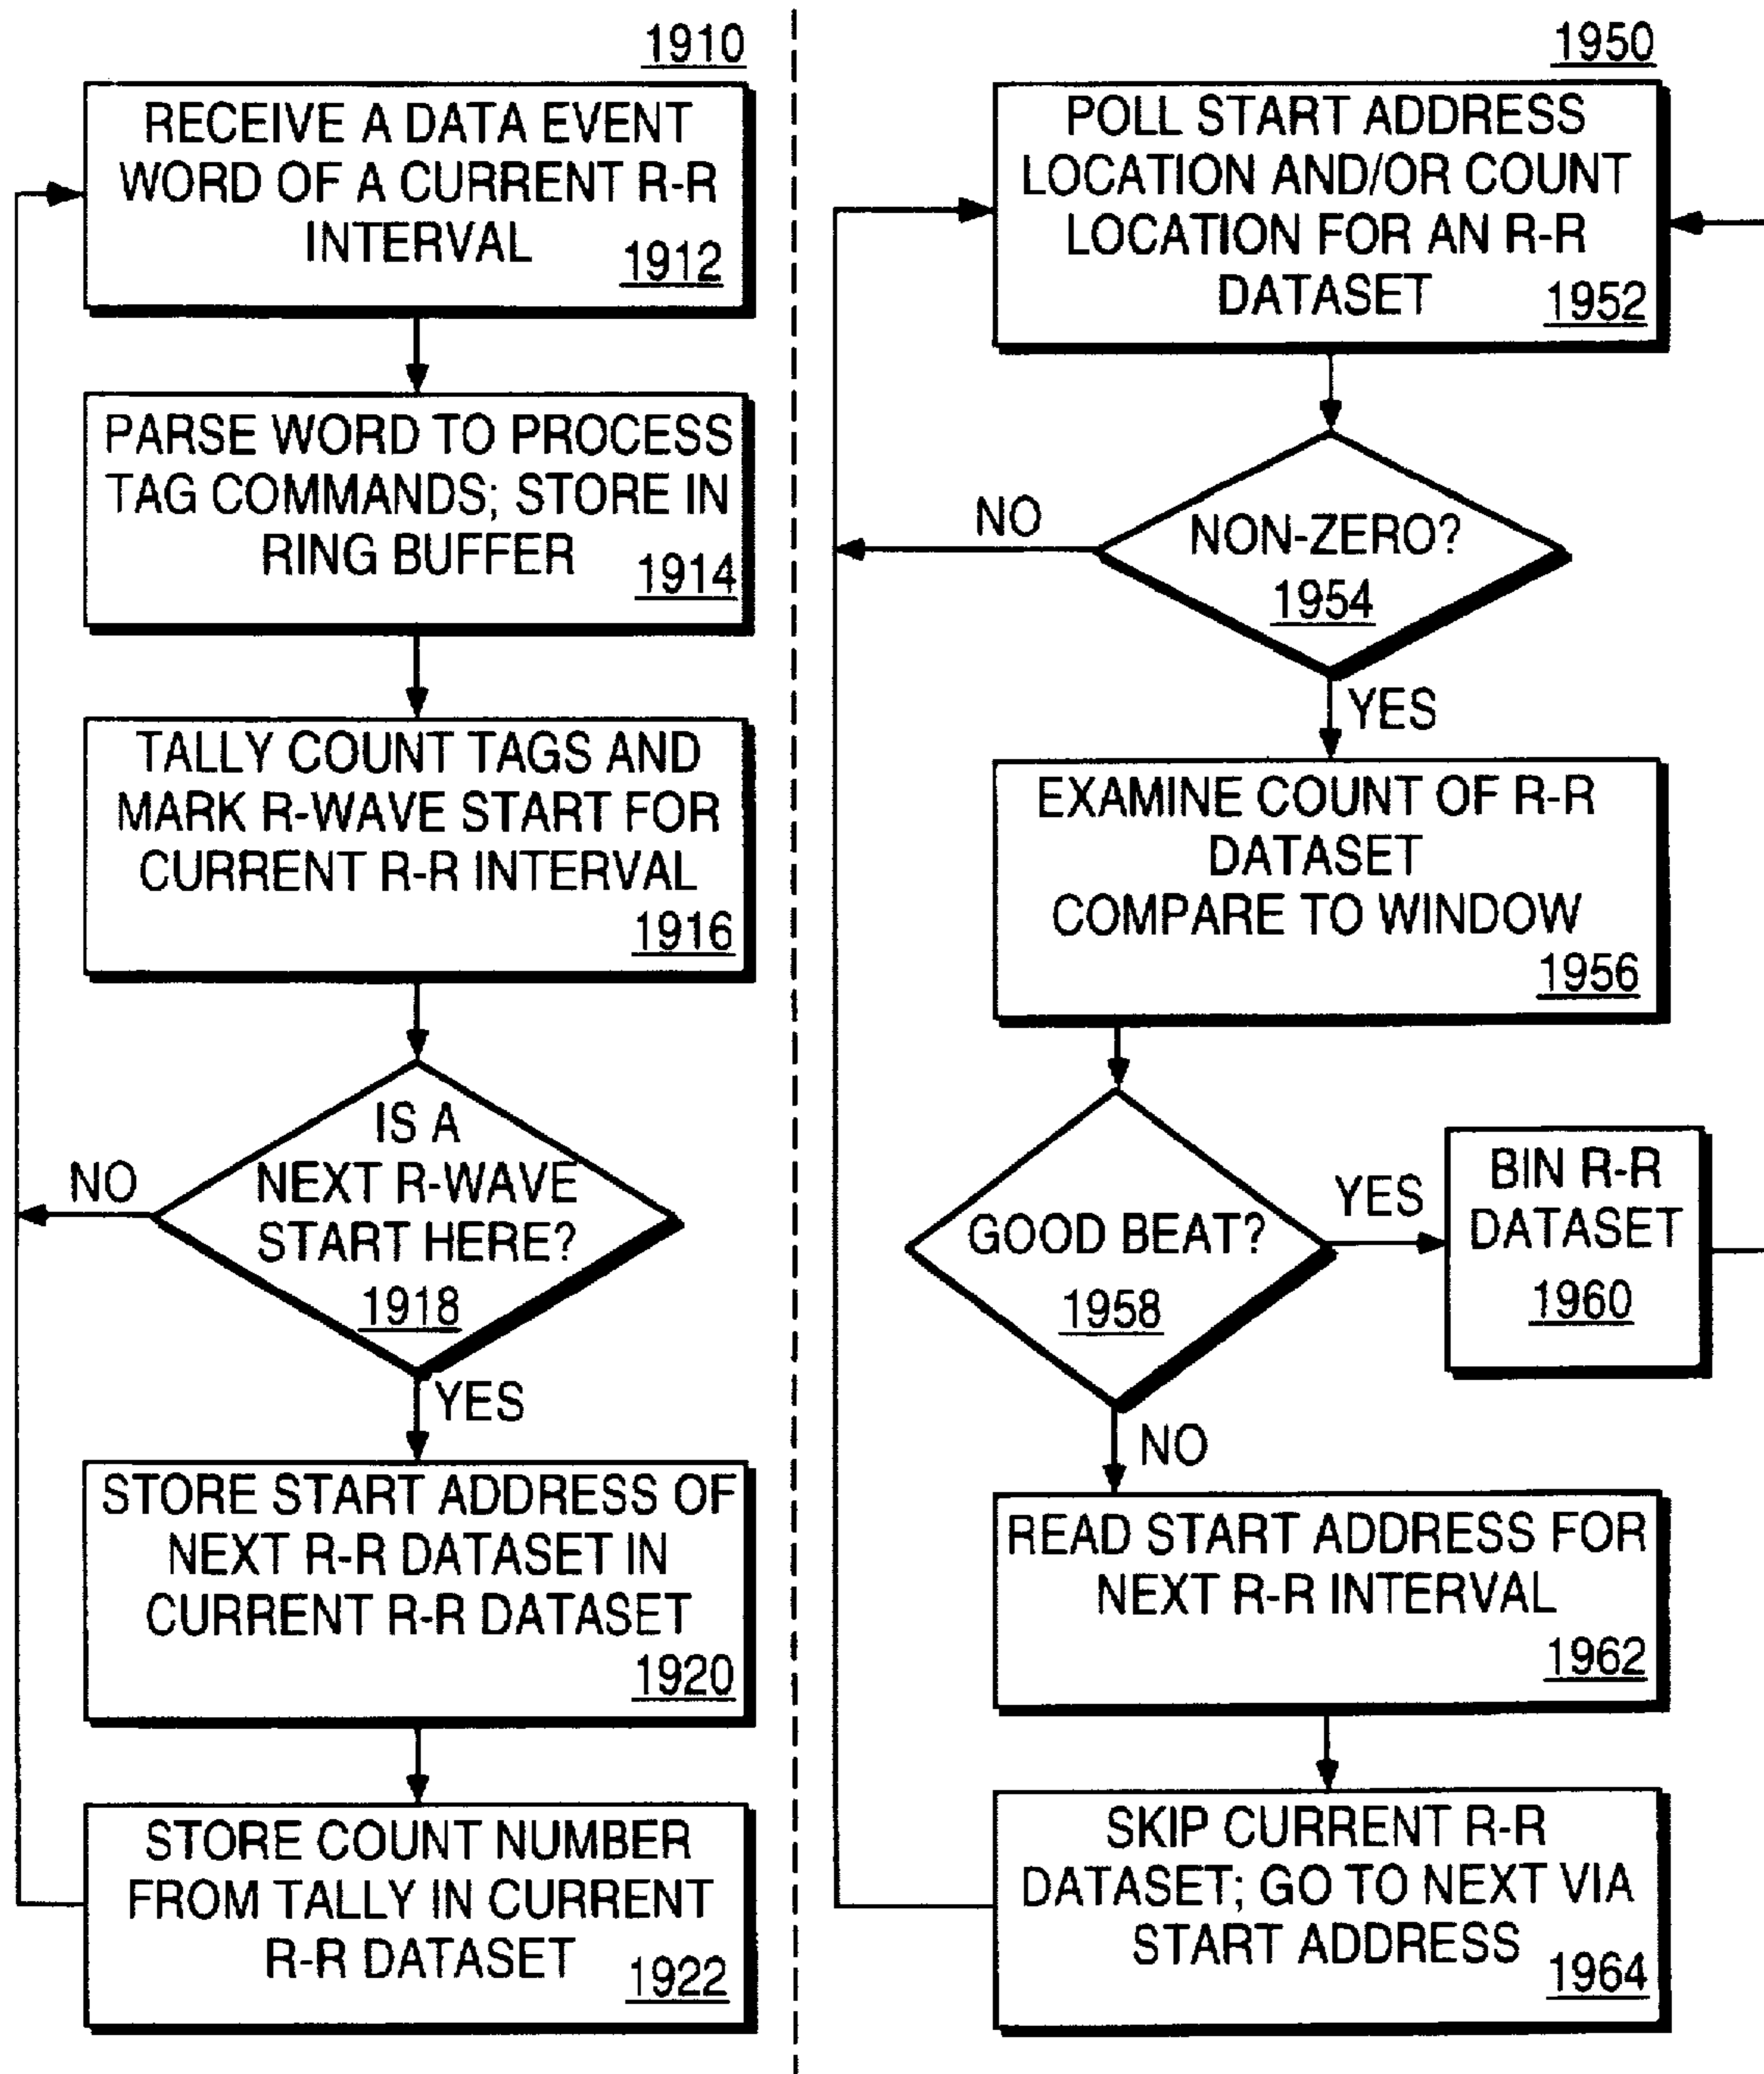 1910
RECEIVE A DATA EVENT
WORD OF A CURRENT R-R
INTERVAL
1912
PARSE WORD TO PROCESS
TAG COMMANDS; STORE IN
RING BUFFER
1914
TALLY COUNT TAGS AND
MARK R-WAVE START FOR
CURRENT R-R INTERVAL
1916
IS A
NEXT R-WAVE
START HERE?
1918
NO
YES
STORE START ADDRESS OF
NEXT R-R DATASET IN
CURRENT R-R DATASET
1920
STORE COUNT NUMBER
FROM TALLY IN CURRENT
R-R DATASET
1922
1950
POLL START ADDRESS
LOCATION AND/OR COUNT
LOCATION FOR AN R-R
DATASET
1952
NO
NON-ZERO?
1954
YES
EXAMINE COUNT OF R-R
DATASET
COMPARE TO WINDOW
1956
GOOD BEAT?
1958
YES
BIN R-R
DATASET
1960
NO
READ START ADDRESS FOR
NEXT R-R INTERVAL
1962
SKIP CURRENT R-R
DATASET; GO TO NEXT VIA
START ADDRESS
1964